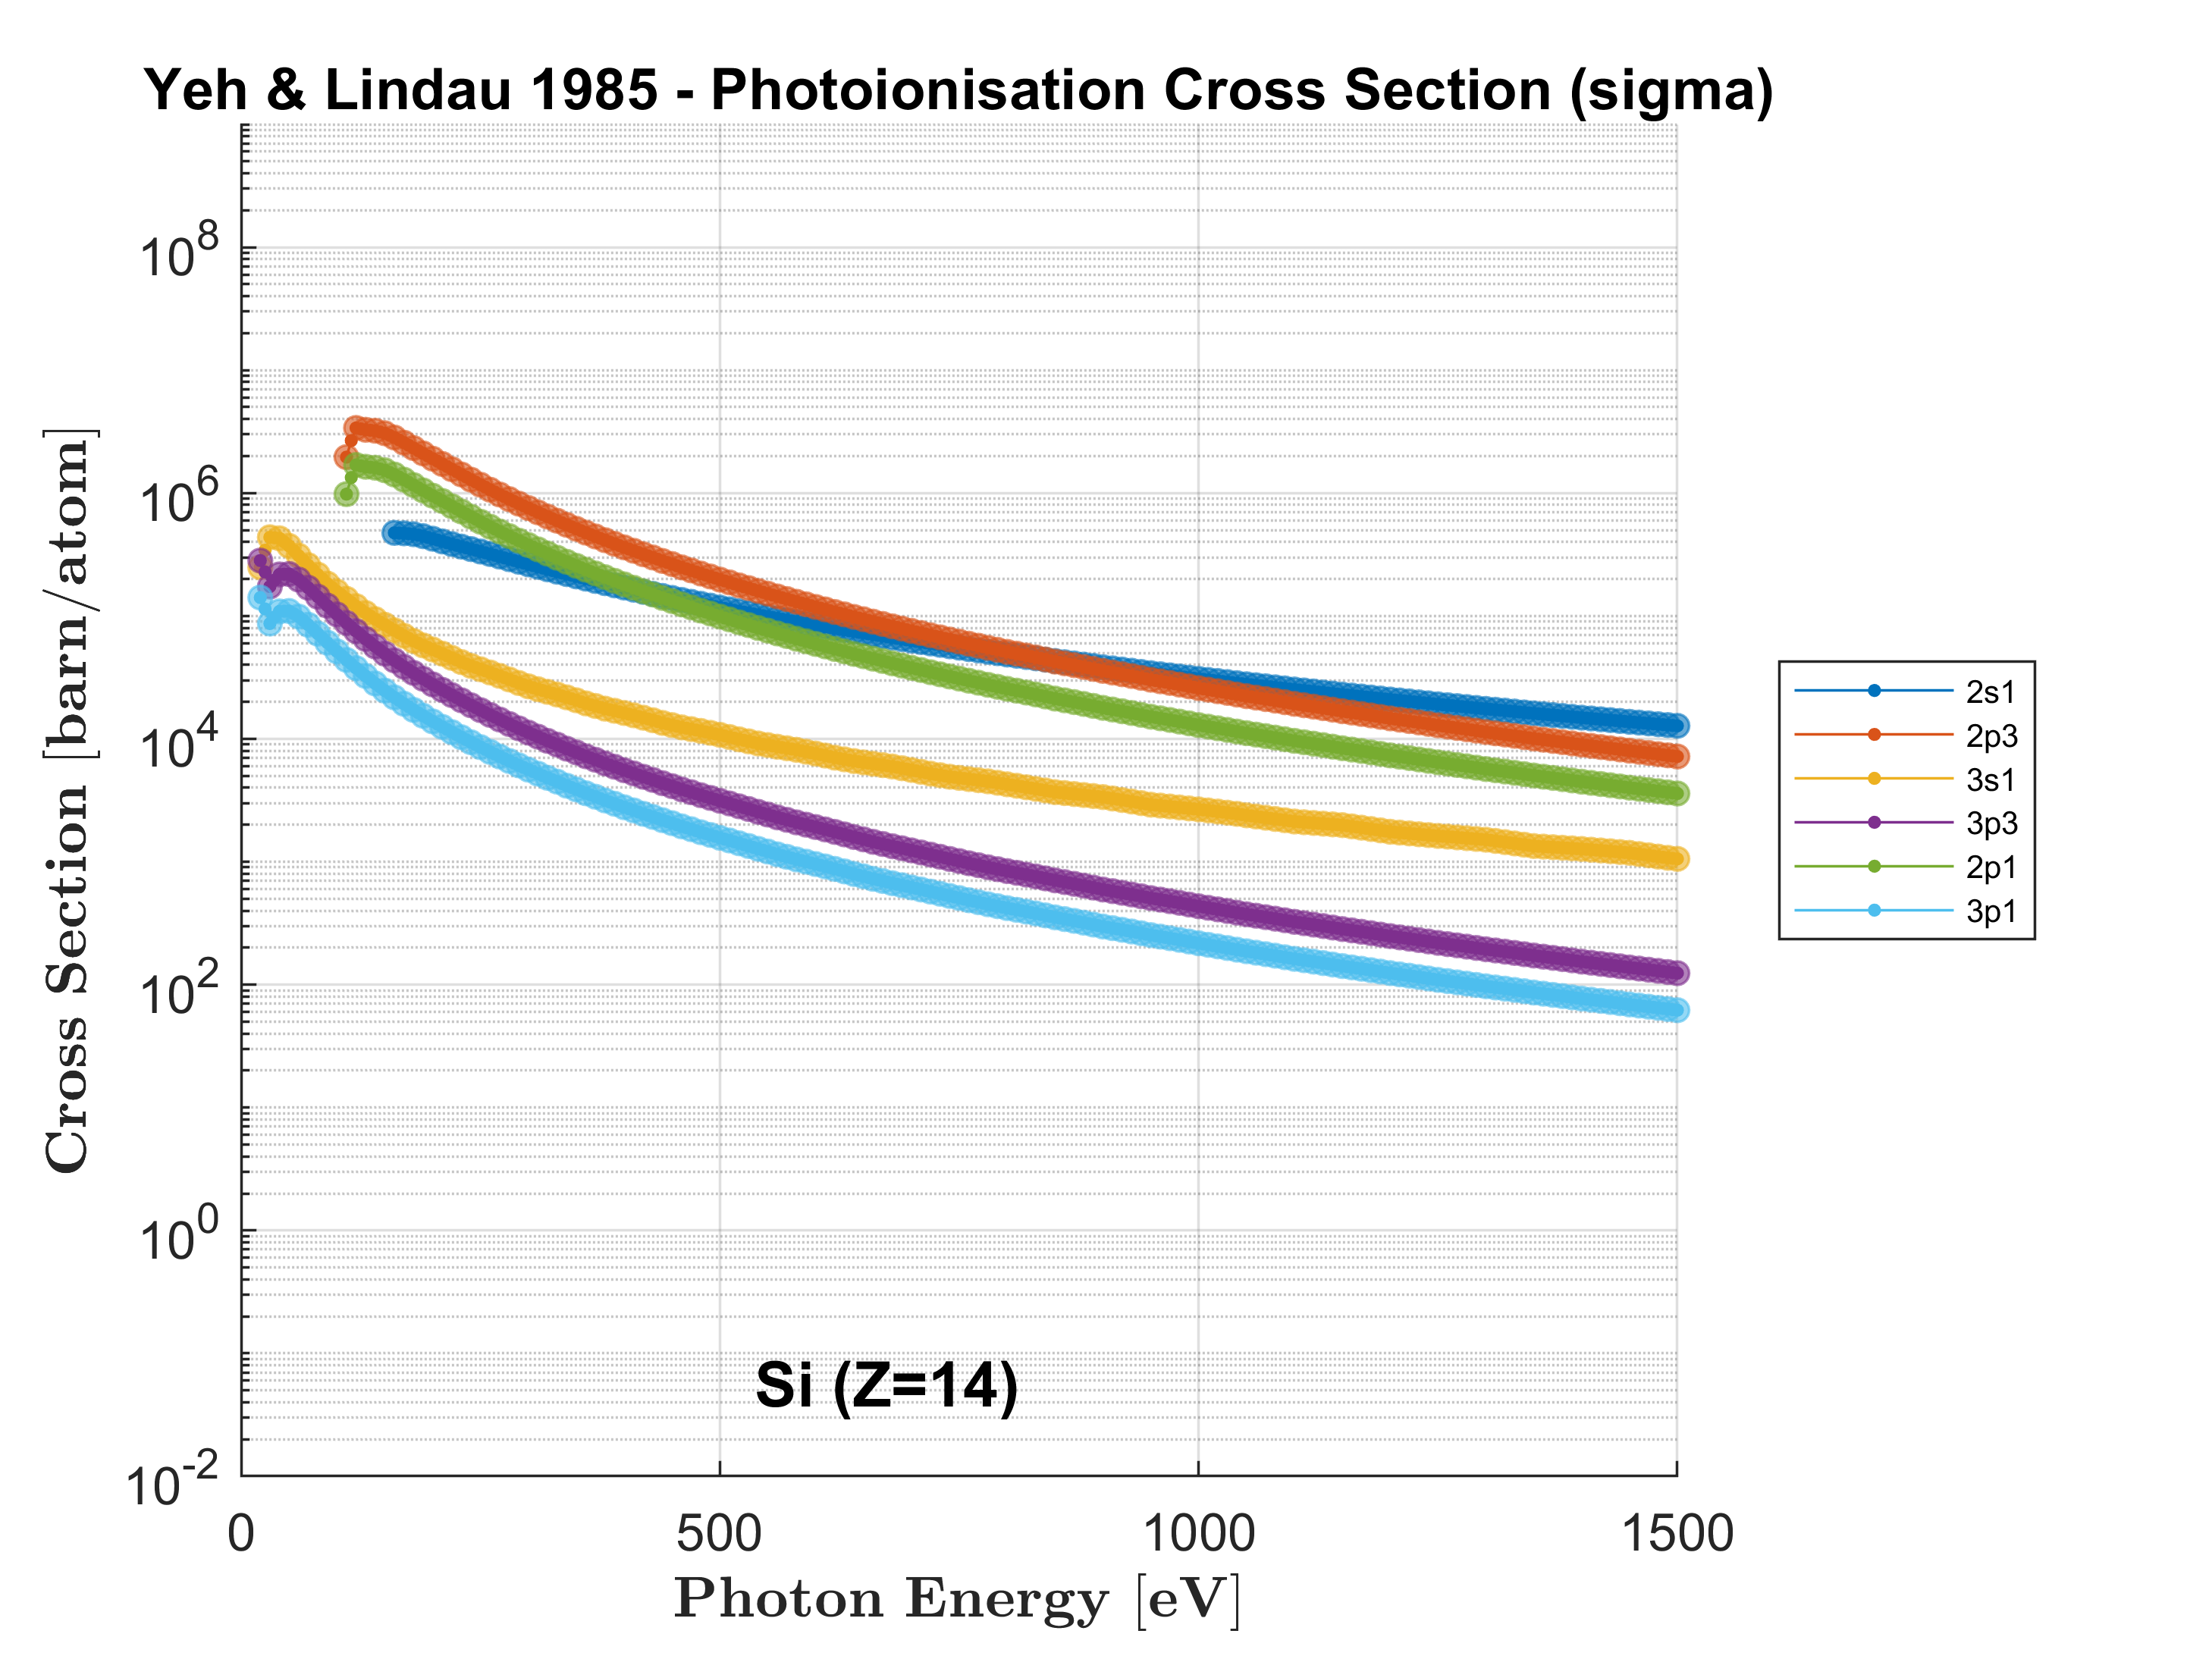 Yeh & Lindau 1985 - Photoionisation Cross Section (sigma)
Cross Section [barn/atom]
10^8
10^6
10^4
10^2
10^0
10^-2
2s1
2p3
3s1
3p3
2p1
3p1
Si (Z=14)
0 500 1000 1500
Photon Energy [eV]